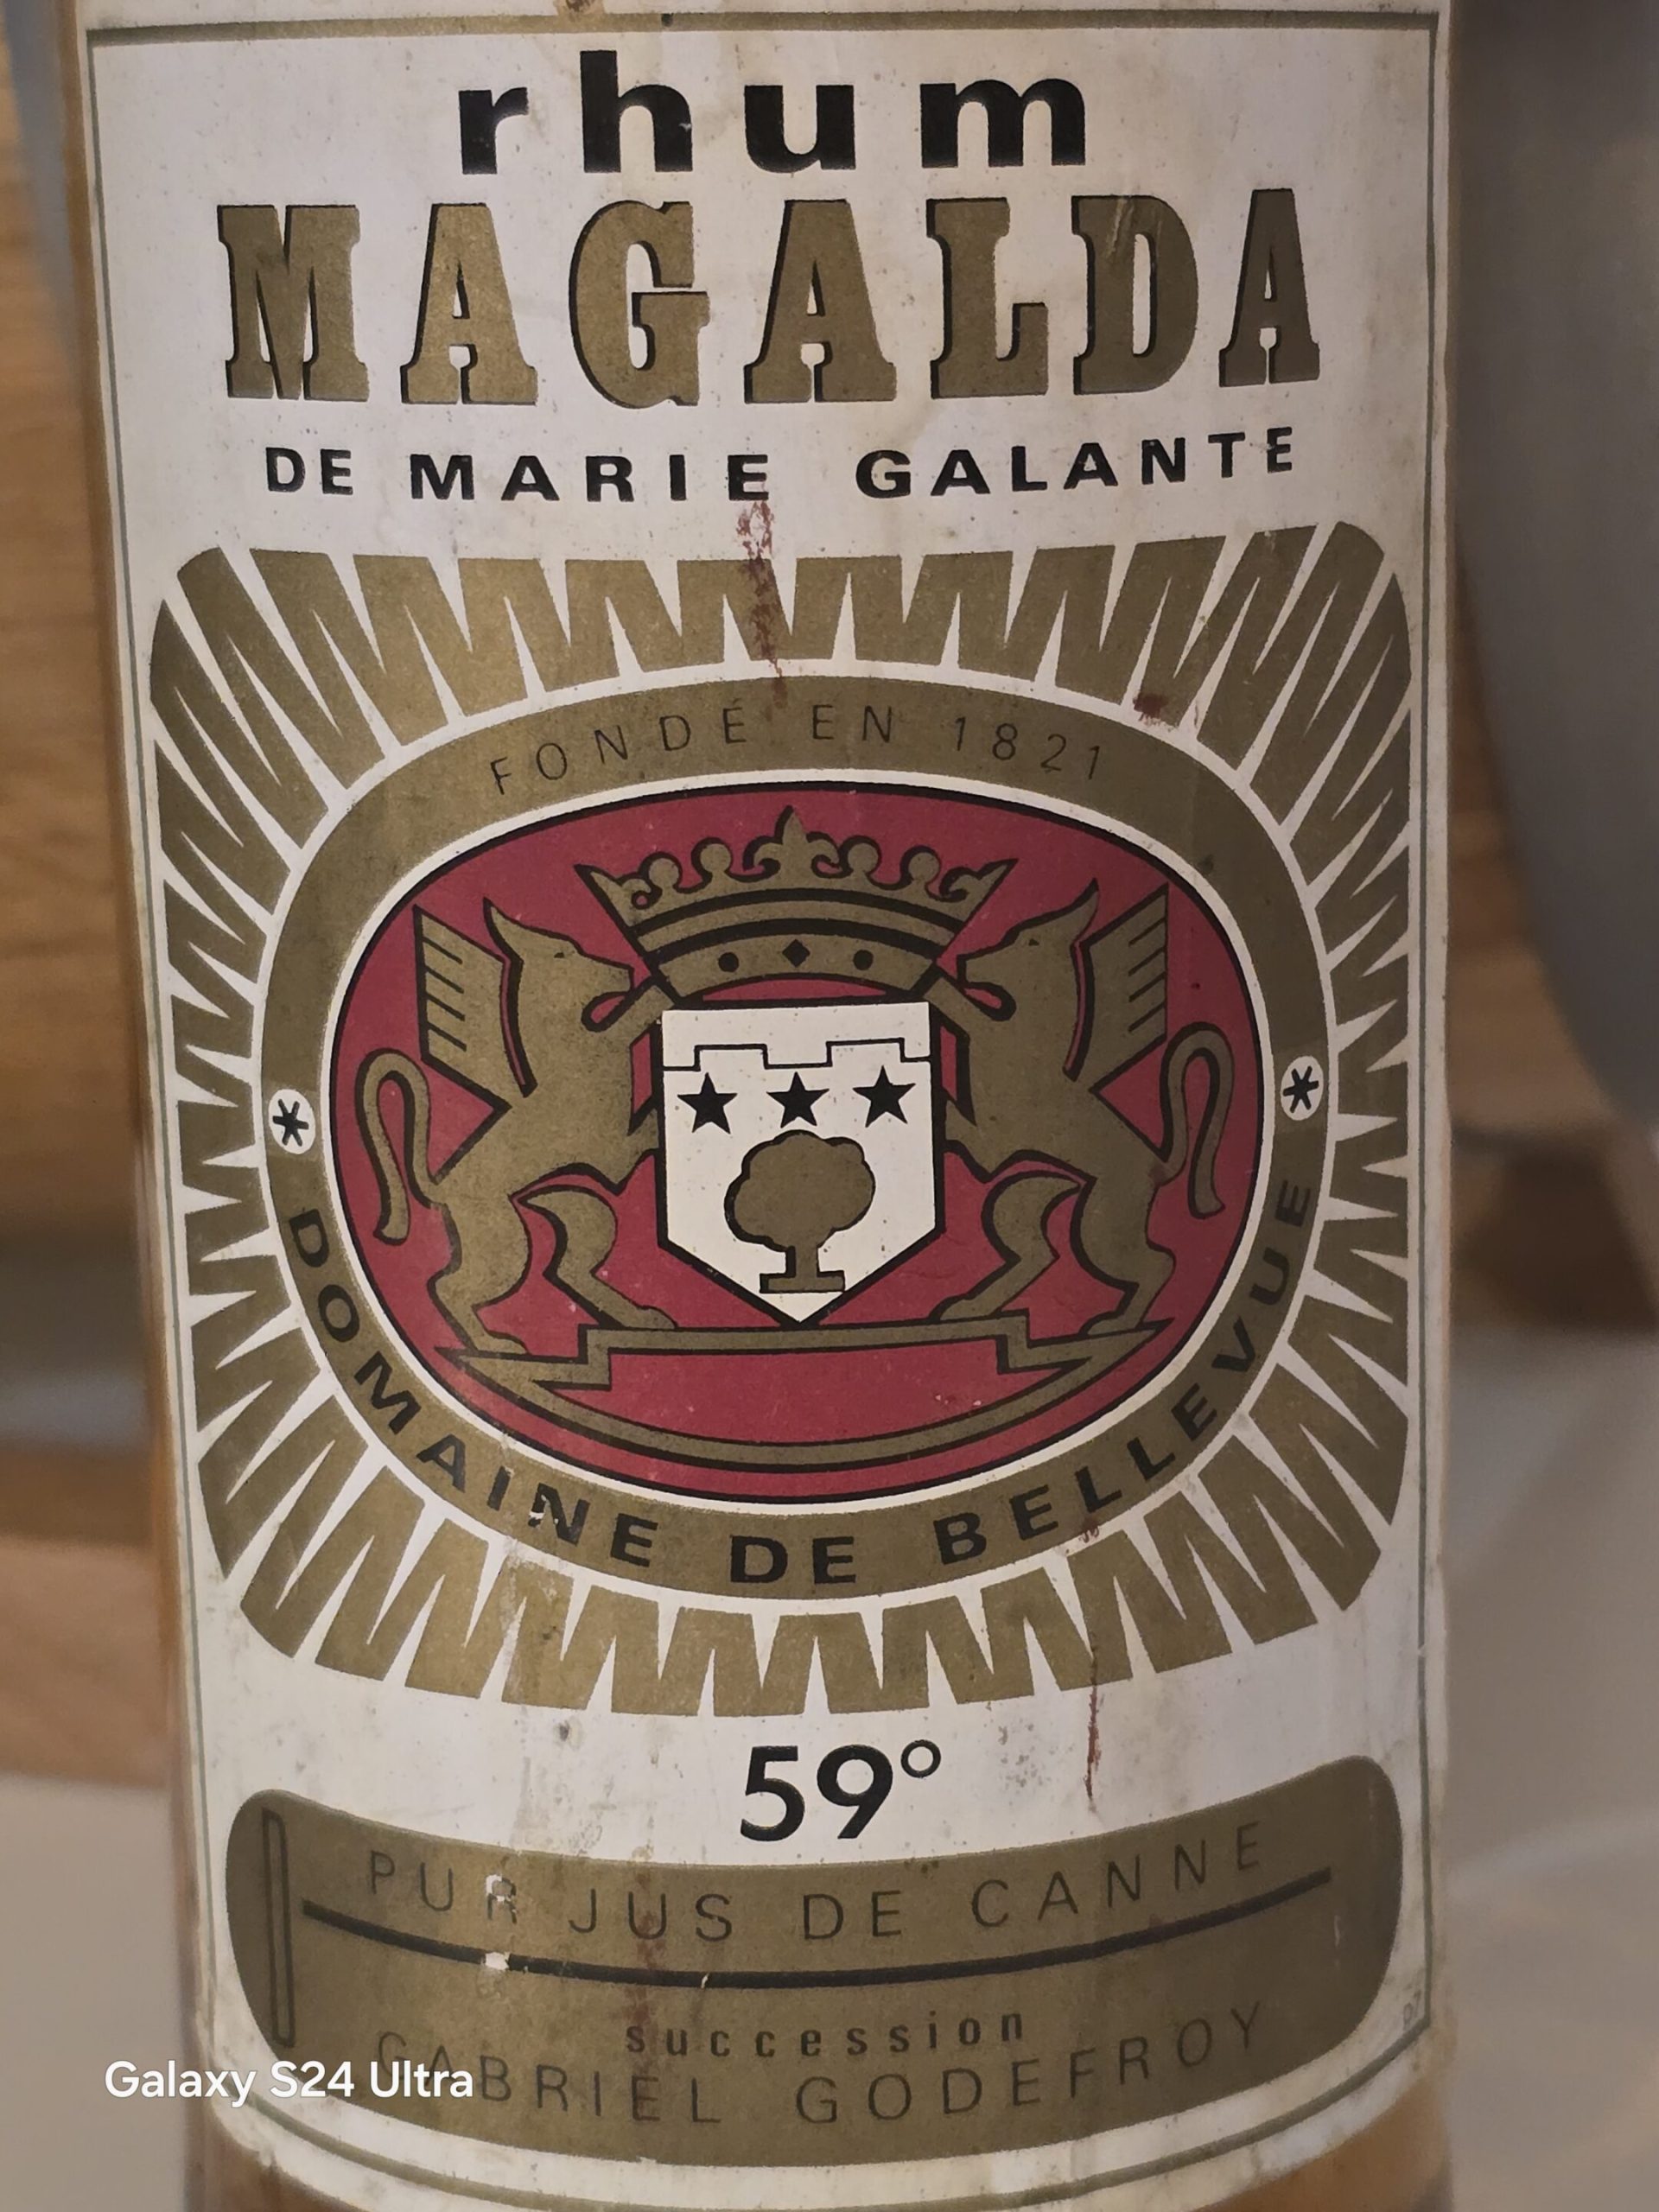 rhum
MAGALDA
DE MARIE GALANTE
FONDÉ EN 1821
DOMAINE DE BELLEVUE
59°
PUR JUS DE CANNE
succession
GABRIEL GODEFROY
Galaxy S24 Ultra